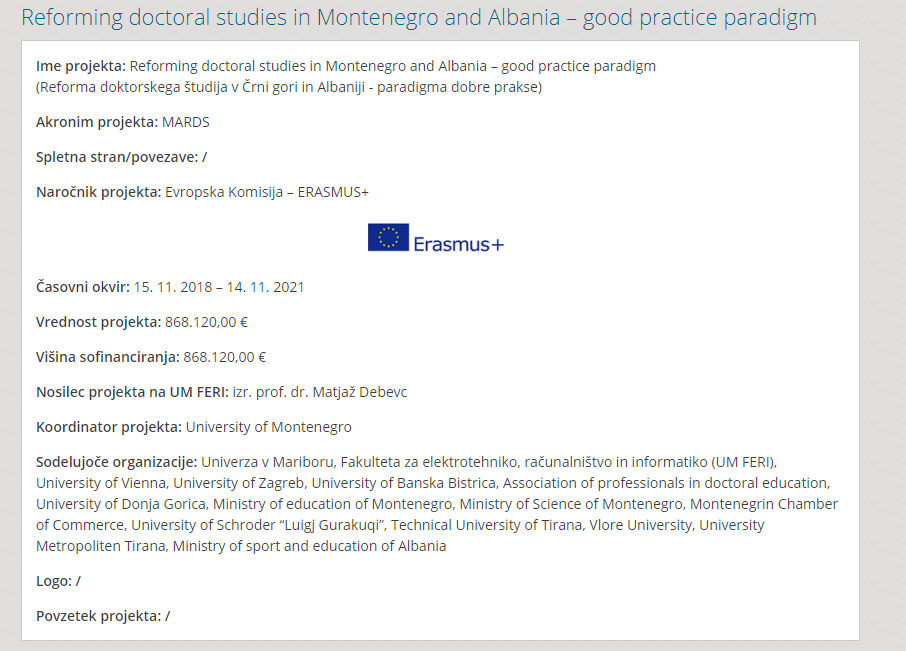 Reforming doctoral studies in Montenegro and Albania – good practice paradigm
Ime projekta: Reforming doctoral studies in Montenegro and Albania – good practice paradigm
(Reforma doktorskega študija v Črni gori in Albaniji - paradigma dobre prakse)
Akronim projekta: MARDS
Spletna stran/povezave: /
Naročnik projekta: Evropska Komisija – ERASMUS+
Erasmus+
Časovni okvir: 15. 11. 2018 – 14. 11. 2021
Vrednost projekta: 868.120,00 €
Višina sofinanciranja: 868.120,00 €
Nosilec projekta na UM FERI: izr. prof. dr. Matjaž Debevc
Koordinator projekta: University of Montenegro
Sodelujoče organizacije: Univerza v Mariboru, Fakulteta za elektrotehniko, računalništvo in informatiko (UM FERI),
University of Vienna, University of Zagreb, University of Banska Bistrica, Association of professionals in doctoral education,
University of Donja Gorica, Ministry of education of Montenegro, Ministry of Science of Montenegro, Montenegrin Chamber
of Commerce, University of Schroder “Luigj Gurakuqi”, Technical University of Tirana, Vlore University, University
Metropoliten Tirana, Ministry of sport and education of Albania
Logo: /
Povzetek projekta: /